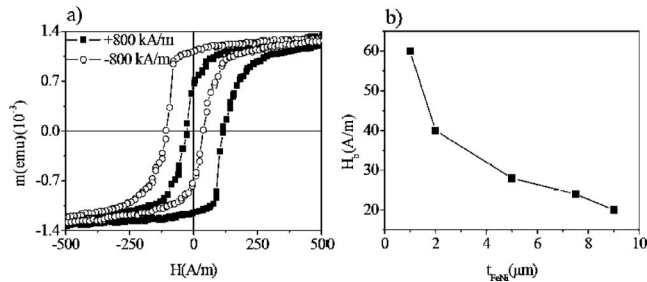 a)
1.4
0.7
0.0
-0.7
-1.4
m(emu)(10⁻³)
+800 kA/m
-800 kA/m
-500 -250 0 250 500
H(A/m)
b)
60
50
40
30
20
H_b(A/m)
2 4 6 8 10
t_FeNi(μm)